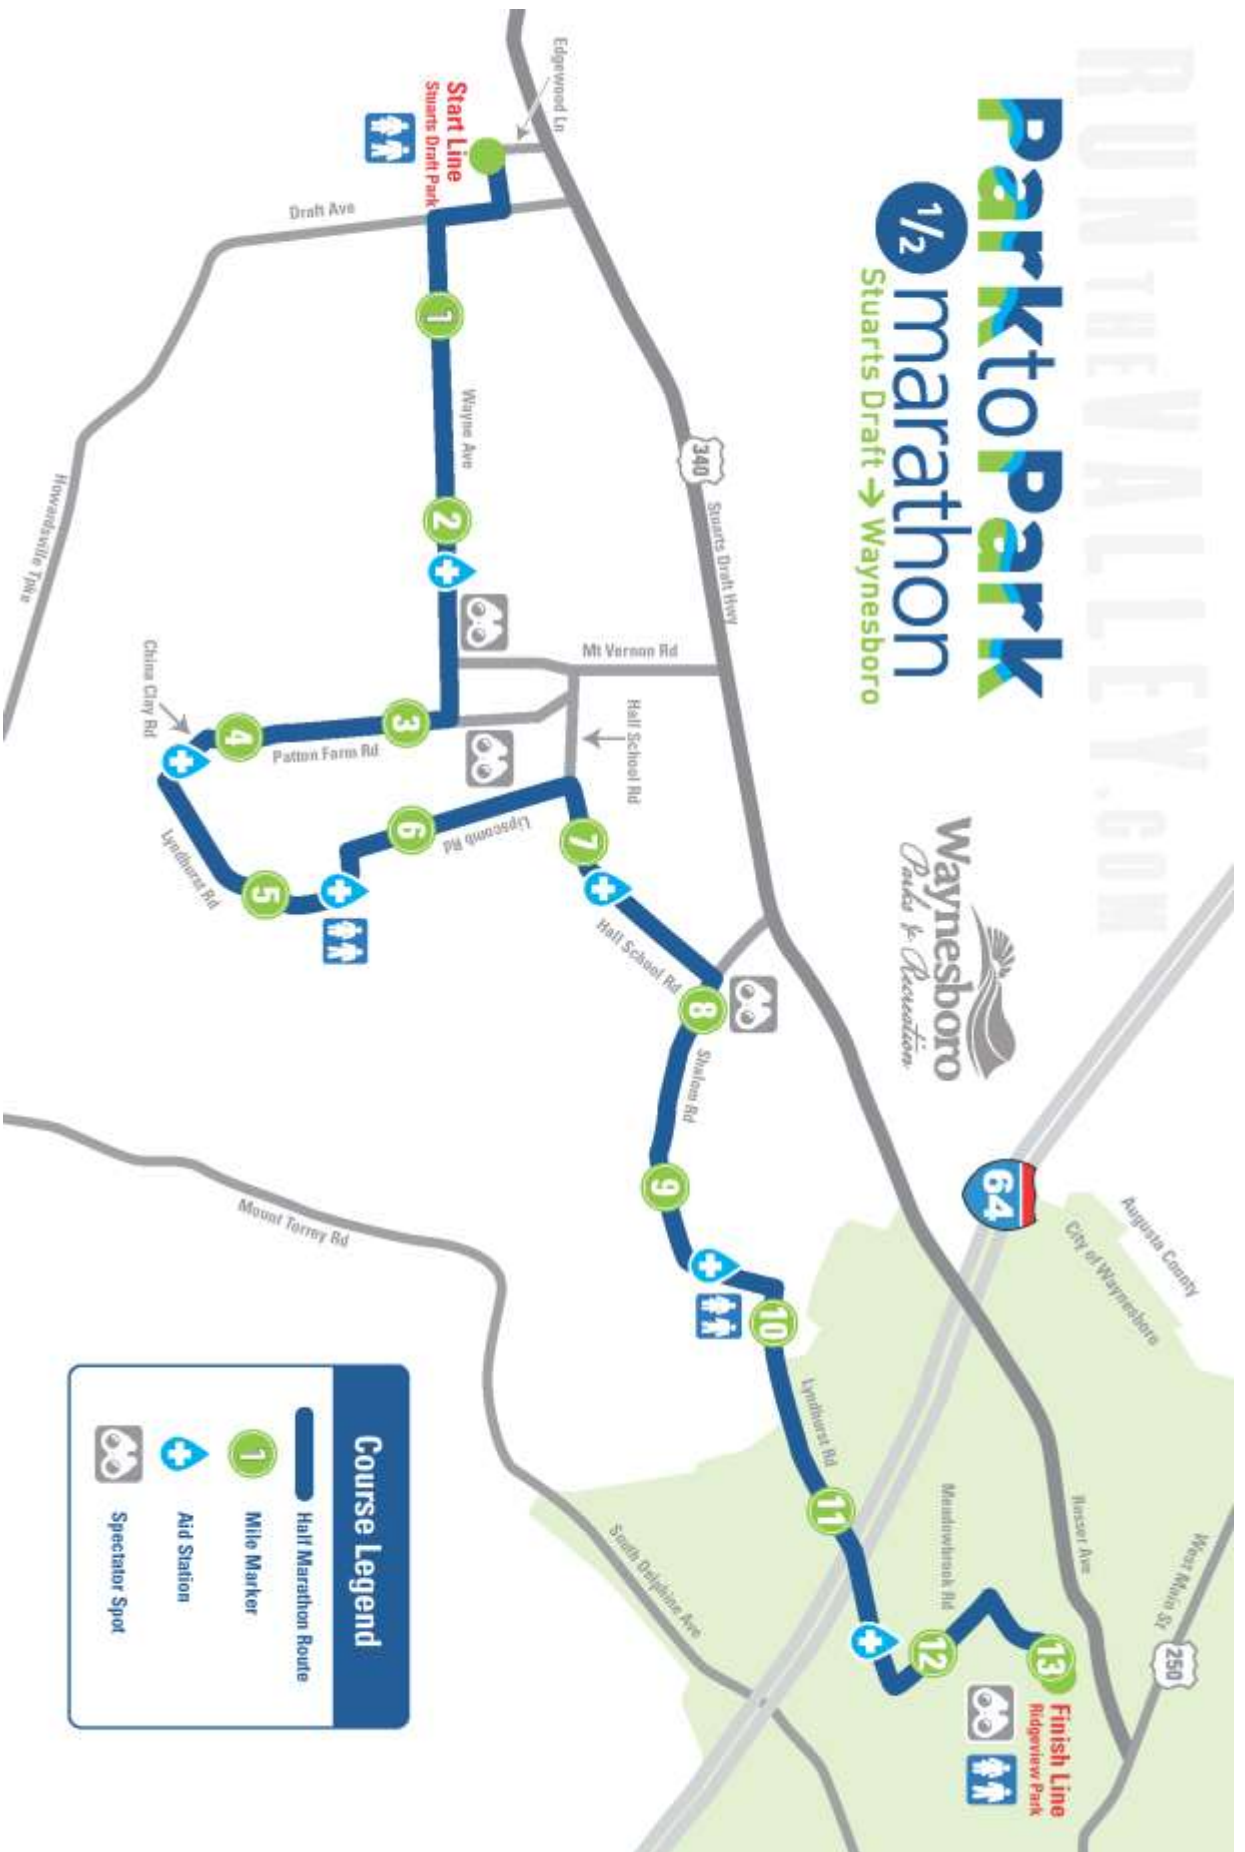 RUN THE VALLEY.COM
Park to Park
1/2 marathon
Stuarts Draft → Waynesboro
Waynesboro
Parks & Recreation
Edgewood Ln
Start Line
Stuarts Draft Park
Draft Ave
Howardsville Tpke
Wayne Ave
340
Stuarts Draft Hwy
Mt Vernon Rd
Hall School Rd
China Clay Rd
Patton Farm Rd
Lyndhurst Rd
Lipscomb Rd
Hall School Rd
Shalom Rd
Mount Torrey Rd
64
Augusta County
City of Waynesboro
Lyndhurst Rd
Meadowbrook Rd
Rosser Ave
West Main St
250
South Delphine Ave
Finish Line
Ridgeview Park
1
2
3
4
5
6
7
8
9
10
11
12
13
Course Legend
Half Marathon Route
1
Mile Marker
Aid Station
Spectator Spot